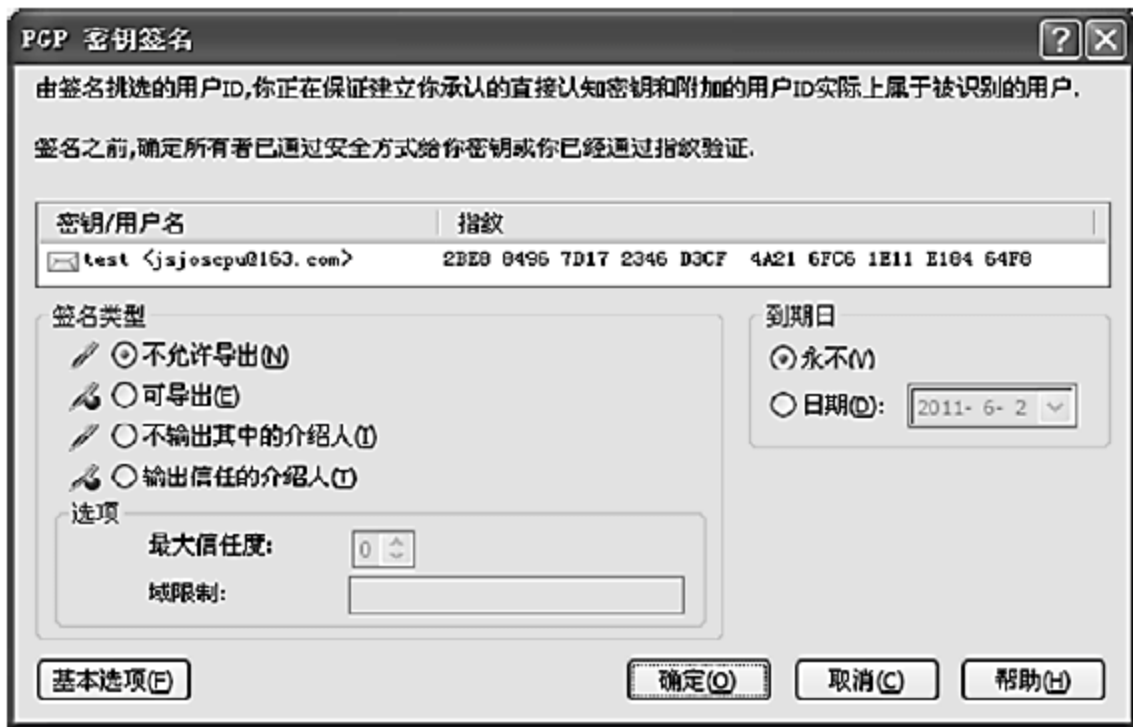 PGP 密钥签名
由签名挑选的用户ID,你正在保证建立你承认的直接认知密钥和附加的用户ID实际上属于被识别的用户.
签名之前,确定所有者已通过安全方式给你密钥或你已经通过指纹验证.
密钥/用户名 指纹
test <jsjoscpu@163.com> 2BE8 8496 7D17 2346 D3CF 4A21 6FC6 1E11 E184 64F8
签名类型
不允许导出(N)
可导出(E)
不输出其中的介绍人(I)
输出信任的介绍人(T)
选项
最大信任度: 0
域限制:
到期日
永不(V)
日期(D): 2011- 6- 2
基本选项(F) 确定(O) 取消(C) 帮助(H)